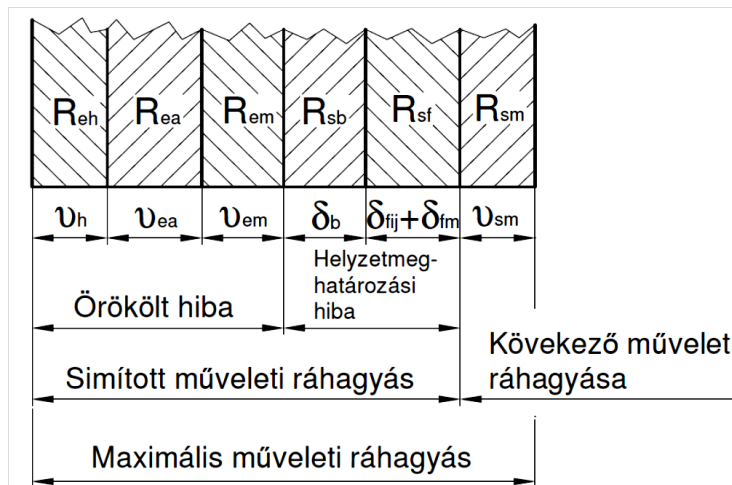 Reh Rea Rem Rsb Rsf Rsm
υh υea υem δb δfij+δfm υsm
Helyzetmeg-
határozási
hiba
Örökölt hiba
Kövekező művelet
ráhagyása
Simított műveleti ráhagyás
Maximális műveleti ráhagyás